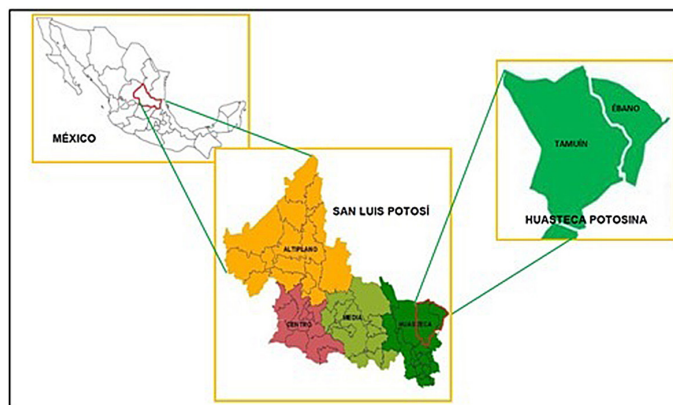 MÉXICO
SAN LUIS POTOSÍ
ALTIPLANO
CENTRO
MEDIA
HUASTECA
ÉBANO
TAMUÍN
HUASTECA POTOSINA